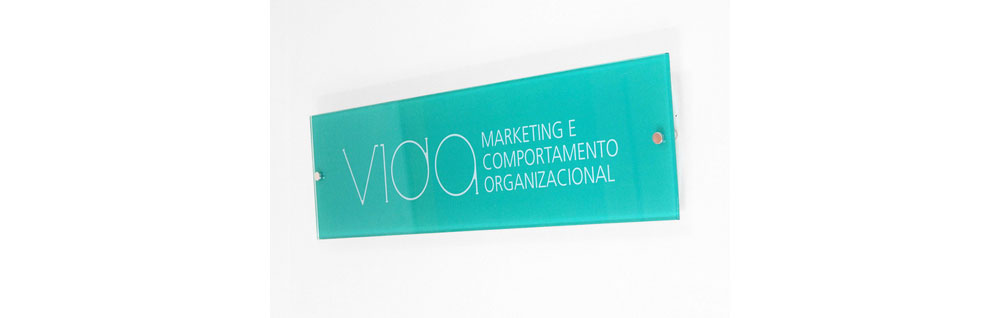 vida
MARKETING E
COMPORTAMENTO
ORGANIZACIONAL